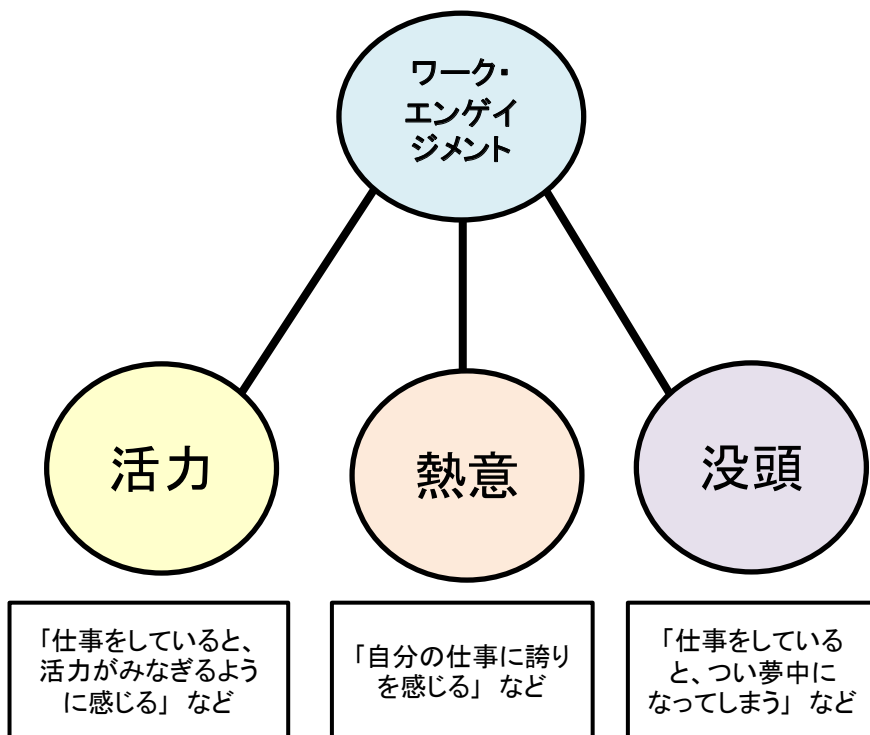 ワーク・
エンゲイ
ジメント
活力
熱意
没頭
「仕事をしていると、
活力がみなぎるよう
に感じる」 など
「自分の仕事に誇り
を感じる」 など
「仕事をしている
と、つい夢中に
なってしまう」 など